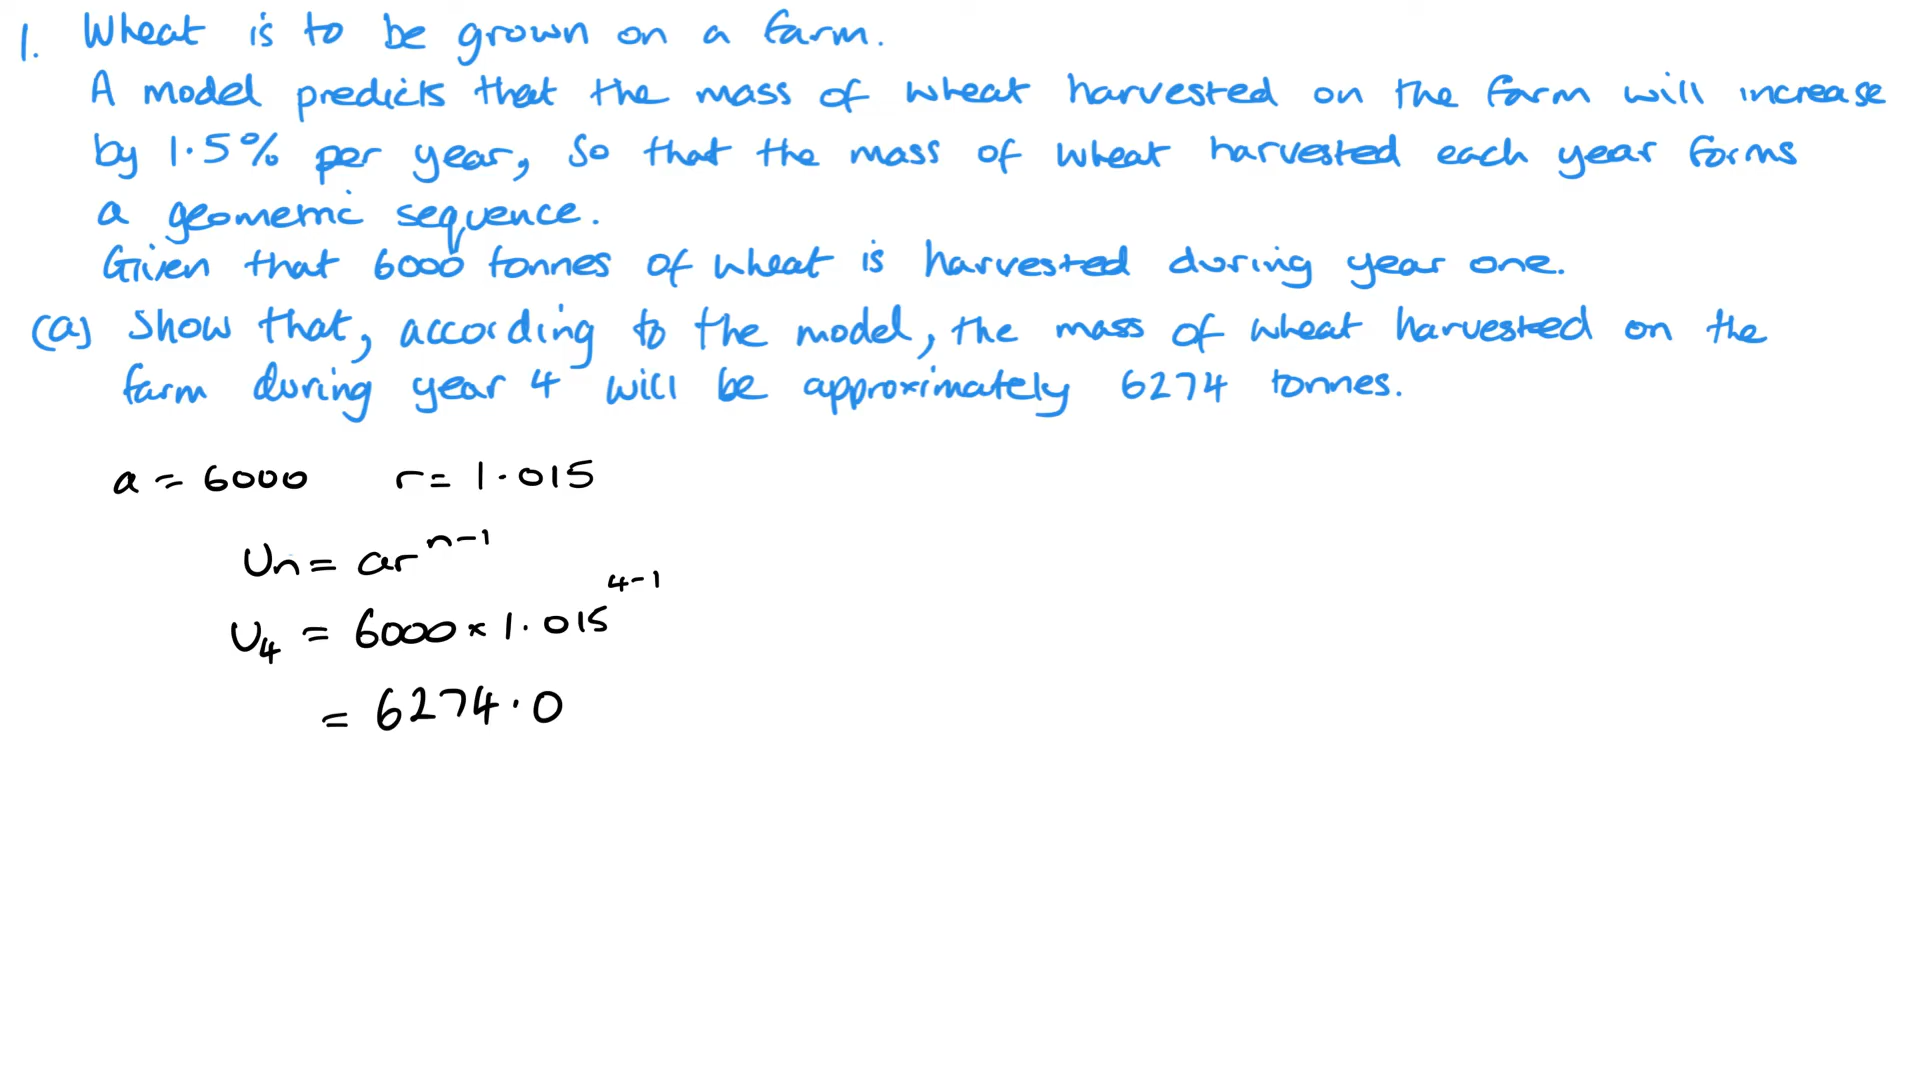 1. Wheat is to be grown on a farm.
A model predicts that the mass of wheat harvested on the farm will increase
by 1.5% per year, so that the mass of wheat harvested each year forms
a geometric sequence.
Given that 6000 tonnes of wheat is harvested during year one.
(a) Show that, according to the model, the mass of wheat harvested on the
farm during year 4 will be approximately 6274 tonnes.
a = 6000 r = 1.015
Un = ar^n-1
U4 = 6000 × 1.015^4-1
= 6274.0